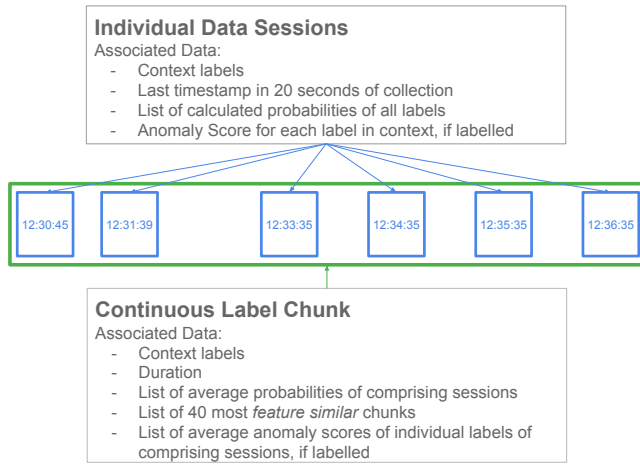 Individual Data Sessions
Associated Data:
- Context labels
- Last timestamp in 20 seconds of collection
- List of calculated probabilities of all labels
- Anomaly Score for each label in context, if labelled
12:30:45 12:31:39 12:33:35 12:34:35 12:35:35 12:36:35
Continuous Label Chunk
Associated Data:
- Context labels
- Duration
- List of average probabilities of comprising sessions
- List of 40 most feature similar chunks
- List of average anomaly scores of individual labels of
comprising sessions, if labelled